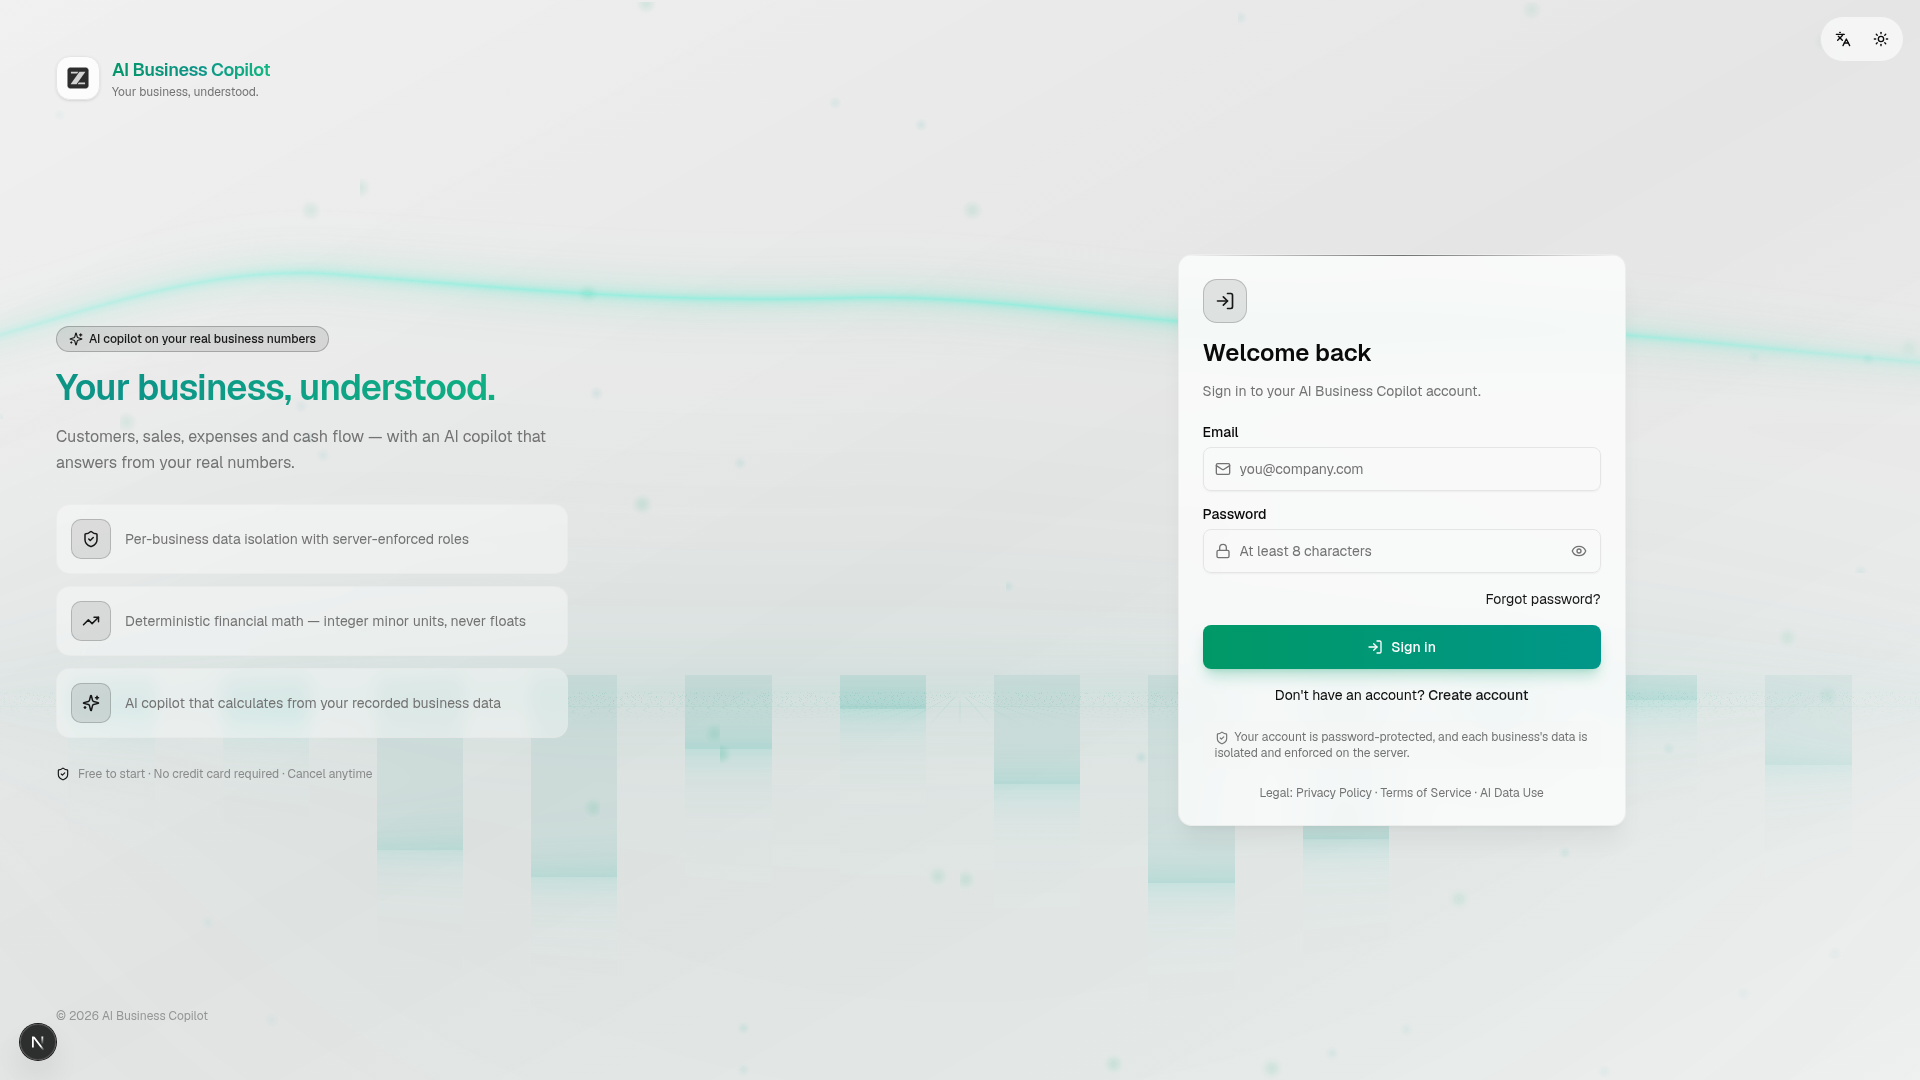 AI Business Copilot
Your business, understood.
AI copilot on your real business numbers
Your business, understood.
Customers, sales, expenses and cash flow — with an AI copilot that
answers from your real numbers.
Per-business data isolation with server-enforced roles
Deterministic financial math — integer minor units, never floats
AI copilot that calculates from your recorded business data
Free to start · No credit card required · Cancel anytime
© 2026 AI Business Copilot
Welcome back
Sign in to your AI Business Copilot account.
Email
you@company.com
Password
At least 8 characters
Forgot password?
Sign in
Don't have an account? Create account
Your account is password-protected, and each business's data is
isolated and enforced on the server.
Legal: Privacy Policy · Terms of Service · AI Data Use